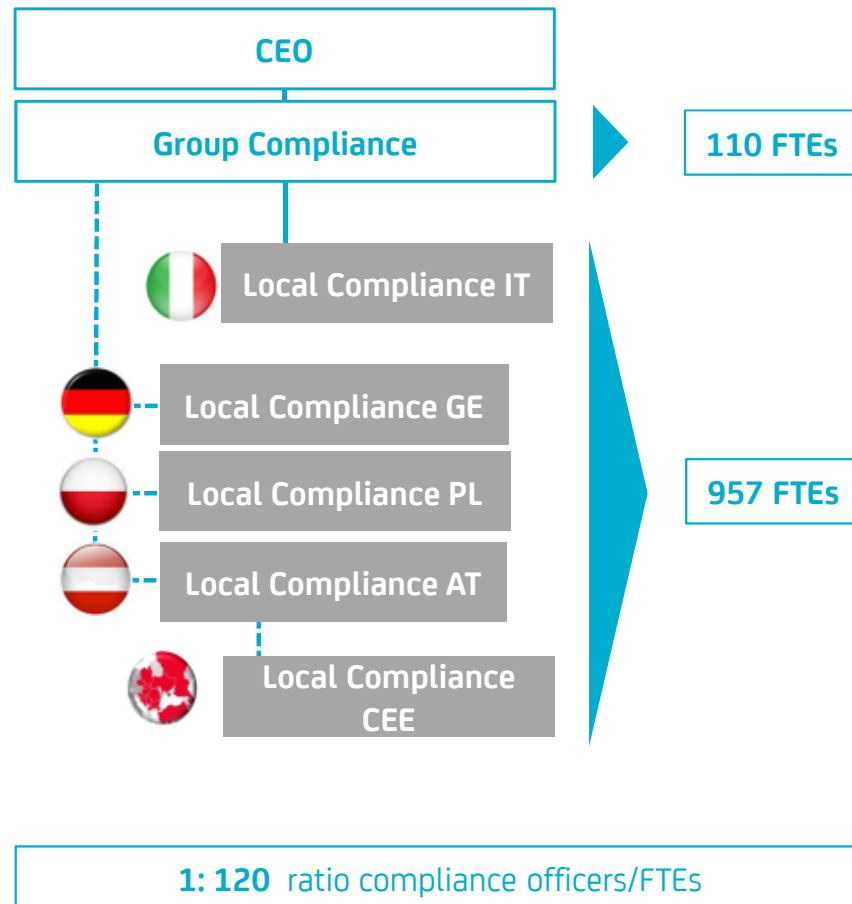 CEO
Group Compliance
110 FTEs
Local Compliance IT
Local Compliance GE
Local Compliance PL
957 FTEs
Local Compliance AT
Local Compliance
CEE
1: 120 ratio compliance officers/FTEs